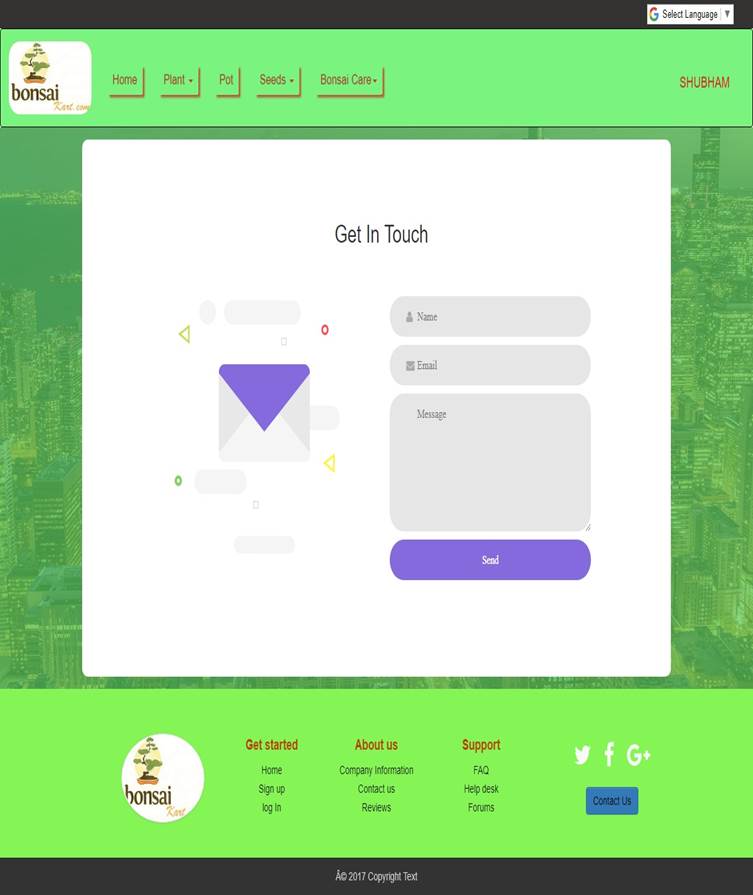 Select Language
bonsai
Kart.com
Home
Plant
Pot
Seeds
Bonsai Care
SHUBHAM
Get In Touch
Name
Email
Message
Send
bonsai
Kart
Get started
Home
Sign up
log In
About us
Company Information
Contact us
Reviews
Support
FAQ
Help desk
Forums
Contact Us
Â© 2017 Copyright Text